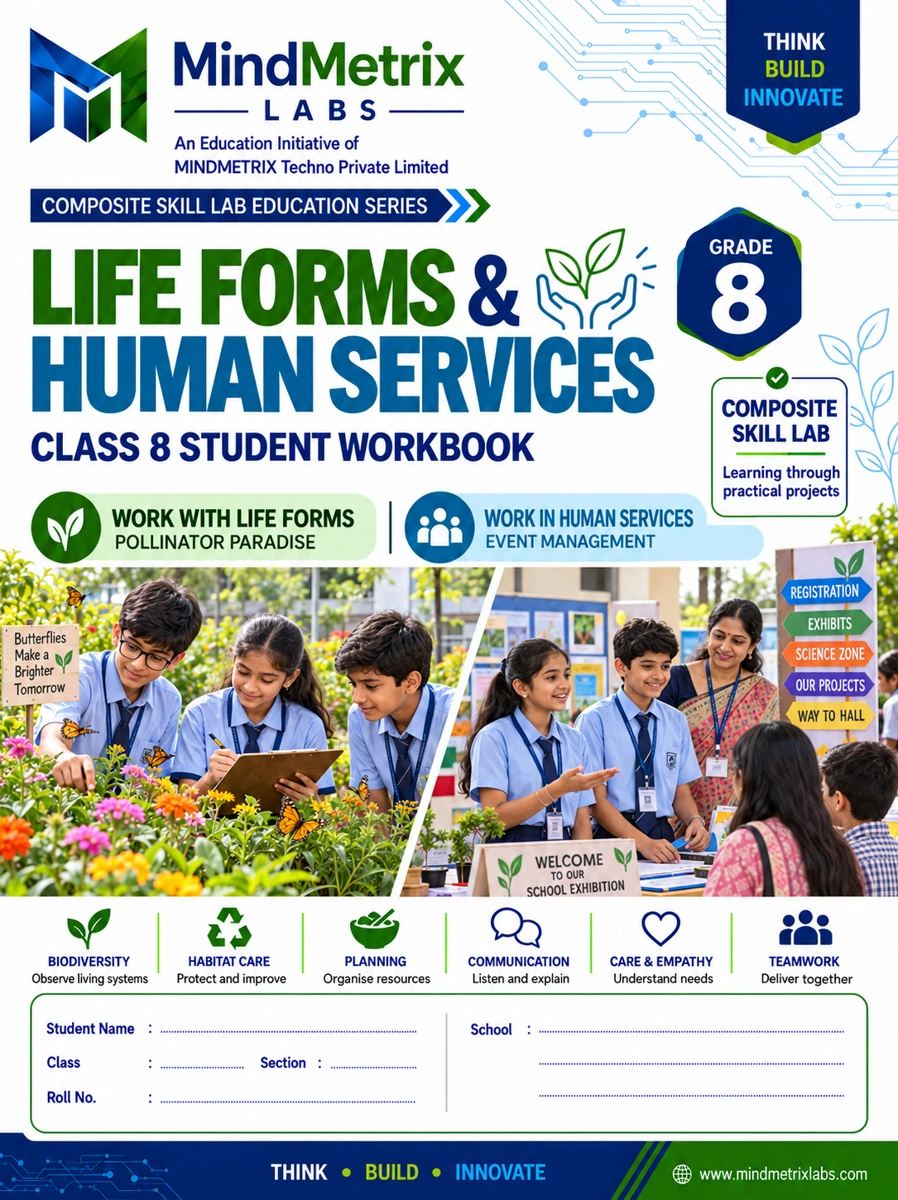 MindMetrix
LABS
An Education Initiative of
MINDMETRIX Techno Private Limited
THINK
BUILD
INNOVATE
COMPOSITE SKILL LAB EDUCATION SERIES
LIFE FORMS &
HUMAN SERVICES
CLASS 8 STUDENT WORKBOOK
GRADE
8
COMPOSITE
SKILL LAB
Learning through
practical projects
WORK WITH LIFE FORMS
POLLINATOR PARADISE
WORK IN HUMAN SERVICES
EVENT MANAGEMENT
Butterflies
Make a
Brighter
Tomorrow
REGISTRATION
EXHIBITS
SCIENCE ZONE
OUR PROJECTS
WAY TO HALL
WELCOME
TO OUR
SCHOOL EXHIBITION
BIODIVERSITY
Observe living systems
HABITAT CARE
Protect and improve
PLANNING
Organise resources
COMMUNICATION
Listen and explain
CARE & EMPATHY
Understand needs
TEAMWORK
Deliver together
Student Name :
Class : Section :
Roll No. :
School :
THINK • BUILD • INNOVATE
www.mindmetrixlabs.com